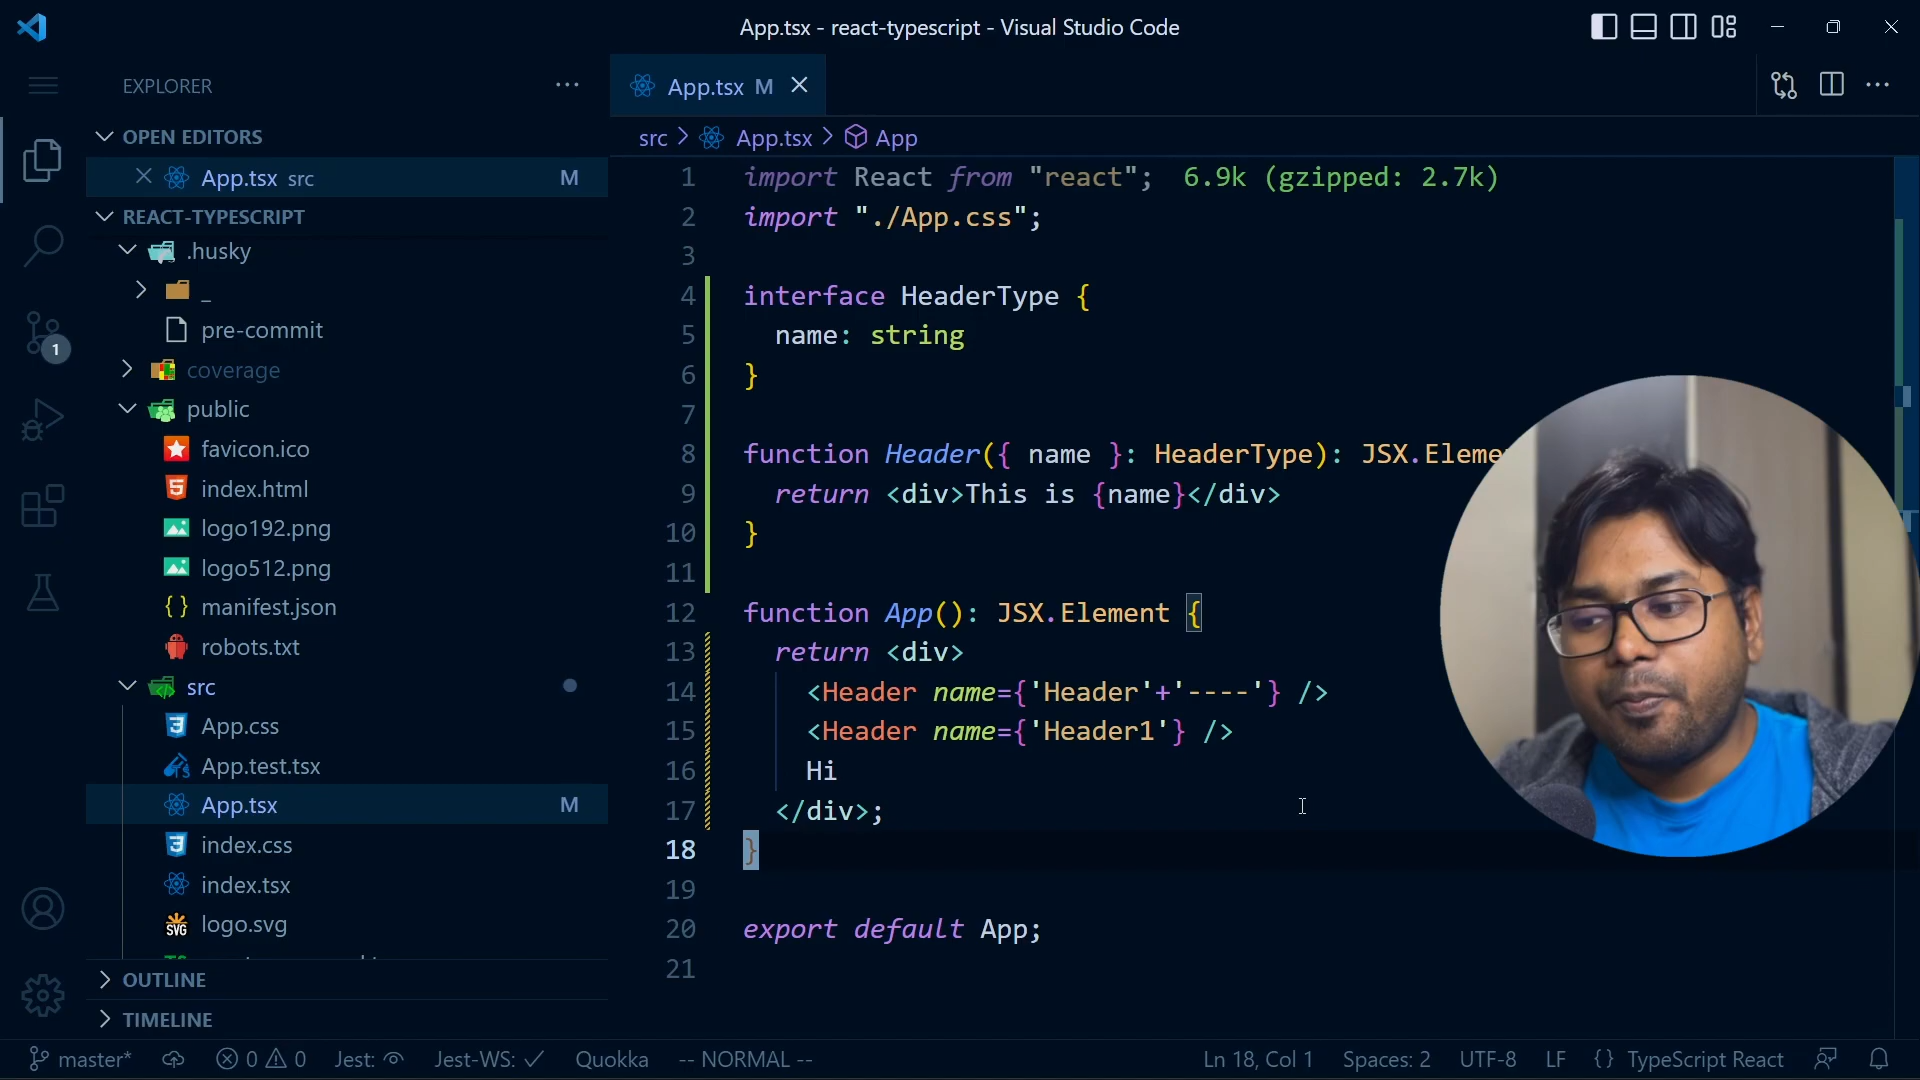 App.tsx - react-typescript - Visual Studio Code
EXPLORER
OPEN EDITORS
App.tsx src M
REACT-TYPESCRIPT
.husky
_
pre-commit
coverage
public
favicon.ico
index.html
logo192.png
logo512.png
manifest.json
robots.txt
src
App.css
App.test.tsx
App.tsx M
index.css
index.tsx
logo.svg
OUTLINE
TIMELINE
1
App.tsx M
src > App.tsx > App
1 import React from "react"; 6.9k (gzipped: 2.7k)
2 import "./App.css";
3
4 interface HeaderType {
5 name: string
6 }
7
8 function Header({ name }: HeaderType): JSX.Eleme
9 return <div>This is {name}</div>
10 }
11
12 function App(): JSX.Element {
13 return <div>
14 <Header name={'Header'+'----'} />
15 <Header name={'Header1'} />
16 Hi
17 </div>;
18 }
19
20 export default App;
21
master* 0 0 Jest: Jest-WS: Quokka -- NORMAL -- Ln 18, Col 1 Spaces: 2 UTF-8 LF {} TypeScript React